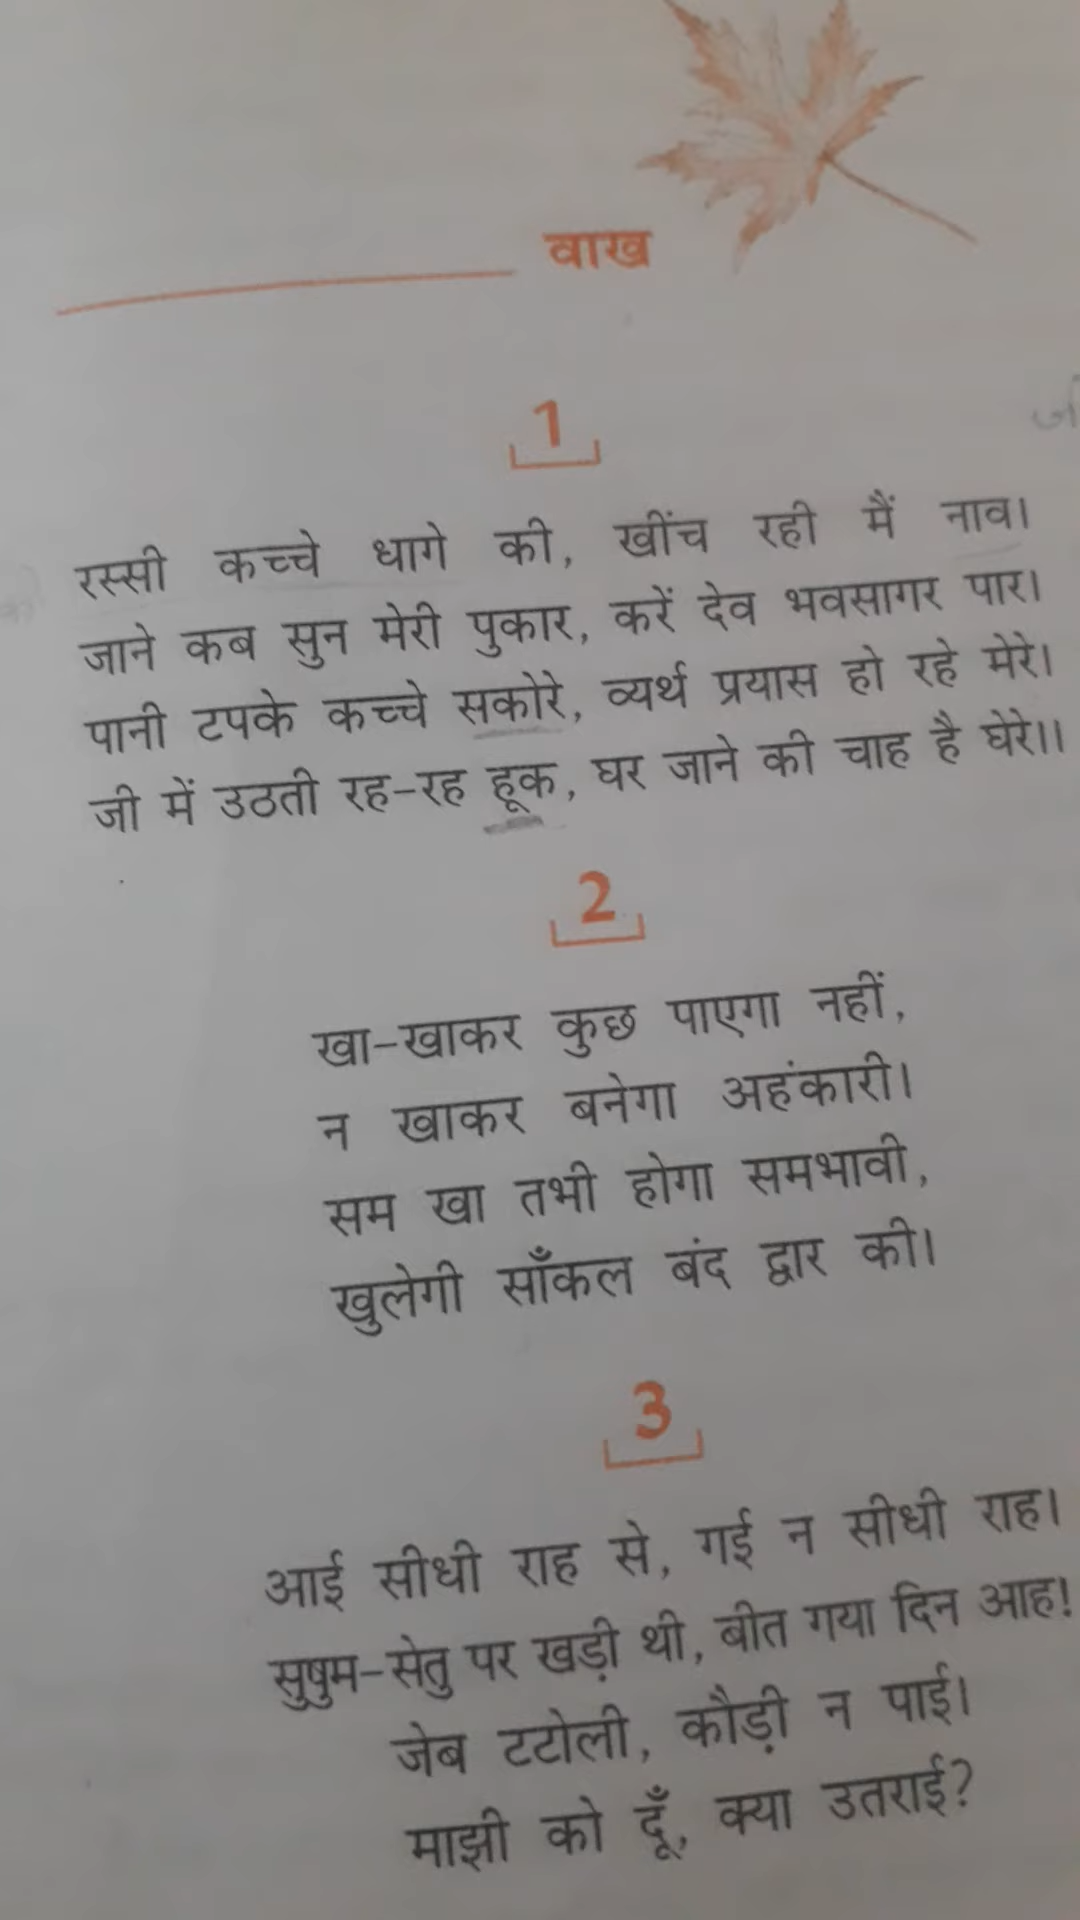 वाख
1
रस्सी कच्चे धागे की, खींच रही मैं नाव।
जाने कब सुन मेरी पुकार, करें देव भवसागर पार।
पानी टपके कच्चे सकोरे, व्यर्थ प्रयास हो रहे मेरे।
जी में उठती रह-रह हूक, घर जाने की चाह है घेरे॥
2
खा-खाकर कुछ पाएगा नहीं,
न खाकर बनेगा अहंकारी।
सम खा तभी होगा समभावी,
खुलेगी साँकल बंद द्वार की।
3
आई सीधी राह से, गई न सीधी राह।
सुषुम-सेतु पर खड़ी थी, बीत गया दिन आह!
जेब टटोली, कौड़ी न पाई।
माझी को दूँ, क्या उतराई?